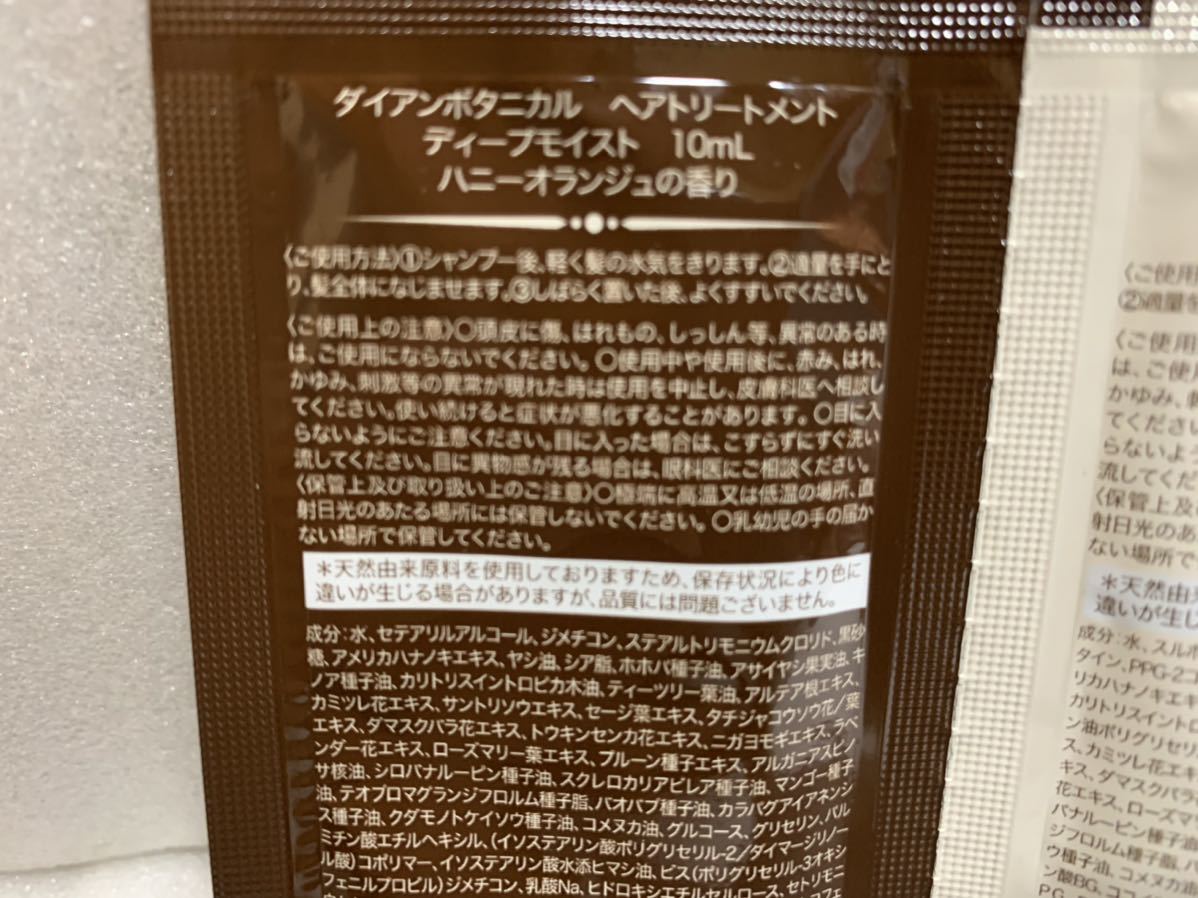 ダイアンボタニカル　ヘアトリートメント
ディープモイスト　10mL
ハニーオランジュの香り
〈ご使用方法〉①シャンプー後、軽く髪の水気をきります。②適量を手にと
り、髪全体になじませます。③しばらく置いた後、よくすすいでください。
〈ご使用上の注意〉〇頭皮に傷、はれもの、しっしん等、異常のある時
は、ご使用にならないでください。〇使用中や使用後に、赤み、はれ、
かゆみ、刺激等の異常が現れた時は使用を中止し、皮膚科医へ相談し
てください。使い続けると症状が悪化することがあります。〇目に入
らないようにご注意ください。目に入った場合は、こすらずにすぐ洗い
流してください。目に異物感が残る場合は、眼科医にご相談ください。
〈保管上及び取り扱い上のご注意〉〇極端に高温又は低温の場所、直
射日光のあたる場所には保管しないでください。〇乳幼児の手の届か
ない場所で保管してください。
＊天然由来原料を使用しておりますため、保存状況により色に
違いが生じる場合がありますが、品質には問題ございません。
成分：水、セテアリルアルコール、ジメチコン、ステアルトリモニウムクロリド、黒砂
糖、アメリカハナノキエキス、ヤシ油、シア脂、ホホバ種子油、アサイヤシ果実油、キ
ノア種子油、カリトリスイントロピカ木油、ティーツリー葉油、アルテア根エキス、
カミツレ花エキス、サントリソウエキス、セージ葉エキス、タチジャコウソウ花／葉
エキス、ダマスクバラ花エキス、トウキンセンカ花エキス、ニガヨモギエキス、ラベ
ンダー花エキス、ローズマリー葉エキス、プルーン種子エキス、アルガニアスピノ
サ核油、シロバナルーピン種子油、スクレロカリアビレア種子油、マンゴー種子
油、テオブロマグランジフロルム種子脂、バオバブ種子油、カラパグアイアネンシ
ス種子油、クダモノトケイソウ種子油、コメヌカ油、グルコース、グリセリン、パル
ミチン酸エチルヘキシル、（イソステアリン酸ポリグリセリル-2／ダイマージリノー
ル酸）コポリマー、イソステアリン酸水添ヒマシ油、ビス（ポリグリセリル-3オキシ
フェニルプロピル）ジメチコン、乳酸Na、ヒドロキシエチルセルロース、セトリモニ
〈ご使用
②適量を
〈ご使用
は、ご使用
かゆみ、
てください
らないよう
流してくだ
〈保管上及
射日光のあ
ない場所で
＊天然由
違いが生
成分：水、スルホ
タイン、PPG-2コ
リカハナノキエキ
カリトリスイント
ン油ポリグリセリ
ス、カミツレ花エキ
キス、ダマスクバラ
花エキス、ローズマ
バナルーピン種子油
ジフロルム種子脂、
ウ種子油、コメヌカ油
ン酸BG、ココイ